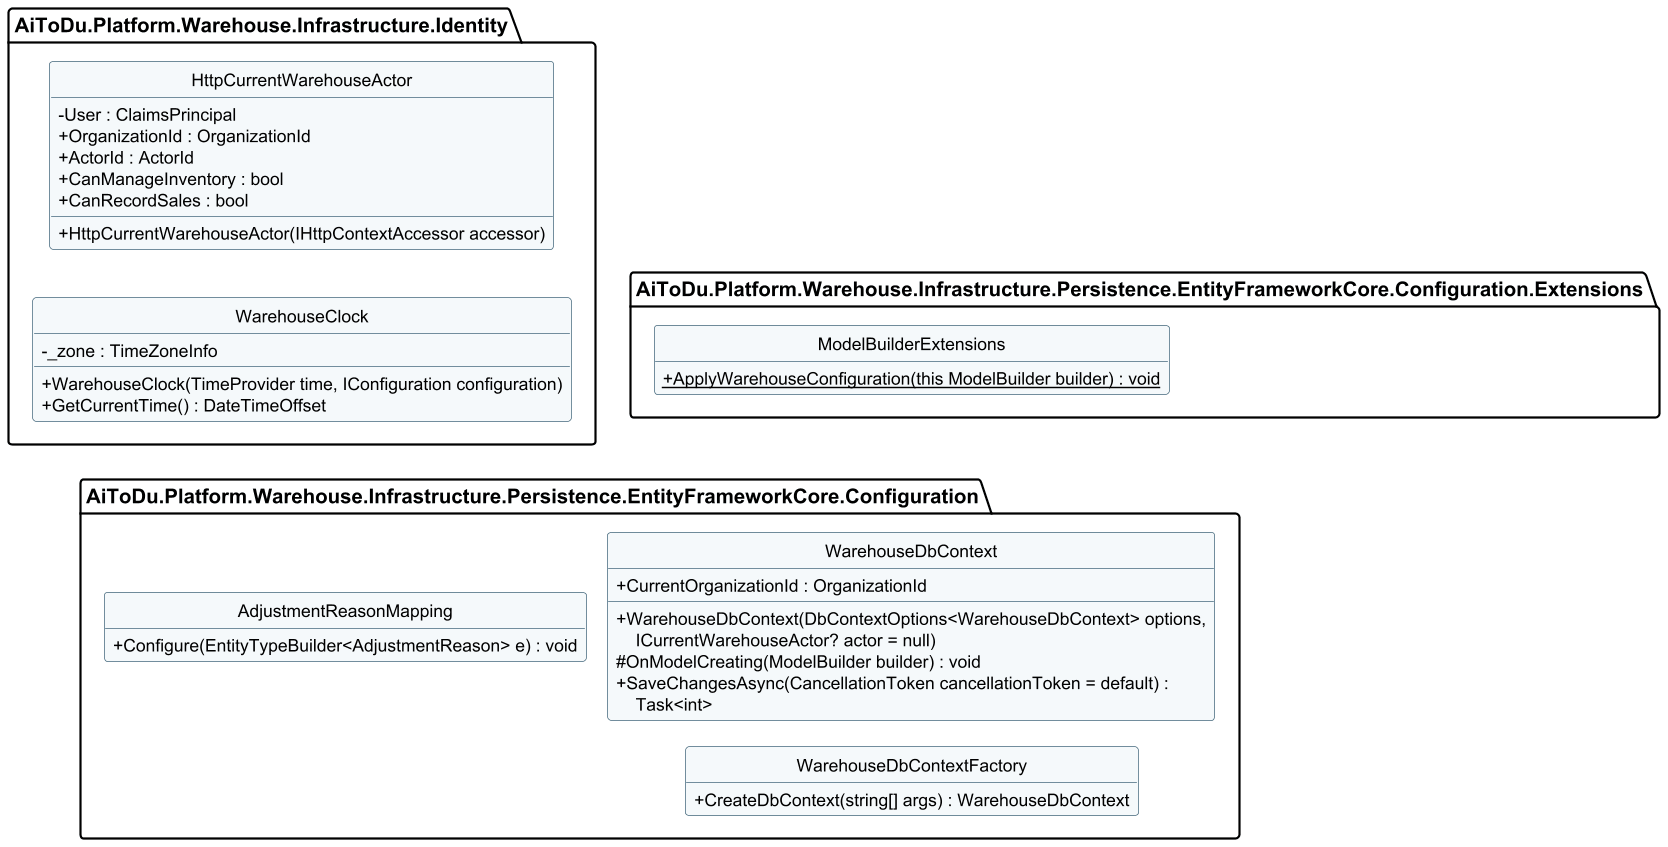 AiToDu.Platform.Warehouse.Infrastructure.Identity
HttpCurrentWarehouseActor
-User : ClaimsPrincipal
+OrganizationId : OrganizationId
+ActorId : ActorId
+CanManageInventory : bool
+CanRecordSales : bool
+HttpCurrentWarehouseActor(IHttpContextAccessor accessor)
WarehouseClock
-_zone : TimeZoneInfo
+WarehouseClock(TimeProvider time, IConfiguration configuration)
+GetCurrentTime() : DateTimeOffset
AiToDu.Platform.Warehouse.Infrastructure.Persistence.EntityFrameworkCore.Configuration.Extensions
ModelBuilderExtensions
+ApplyWarehouseConfiguration(this ModelBuilder builder) : void
AiToDu.Platform.Warehouse.Infrastructure.Persistence.EntityFrameworkCore.Configuration
AdjustmentReasonMapping
+Configure(EntityTypeBuilder<AdjustmentReason> e) : void
WarehouseDbContext
+CurrentOrganizationId : OrganizationId
+WarehouseDbContext(DbContextOptions<WarehouseDbContext> options,
ICurrentWarehouseActor? actor = null)
#OnModelCreating(ModelBuilder builder) : void
+SaveChangesAsync(CancellationToken cancellationToken = default) :
Task<int>
WarehouseDbContextFactory
+CreateDbContext(string[] args) : WarehouseDbContext